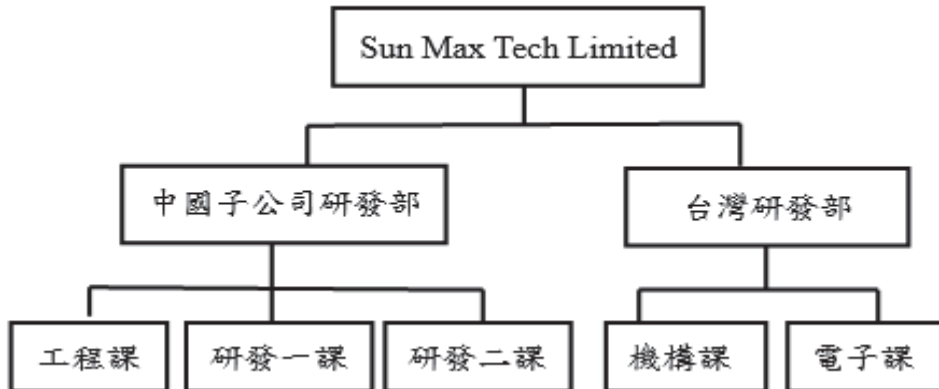 Sun Max Tech Limited
中國子公司研發部
台灣研發部
工程課
研發一課
研發二課
機構課
電子課